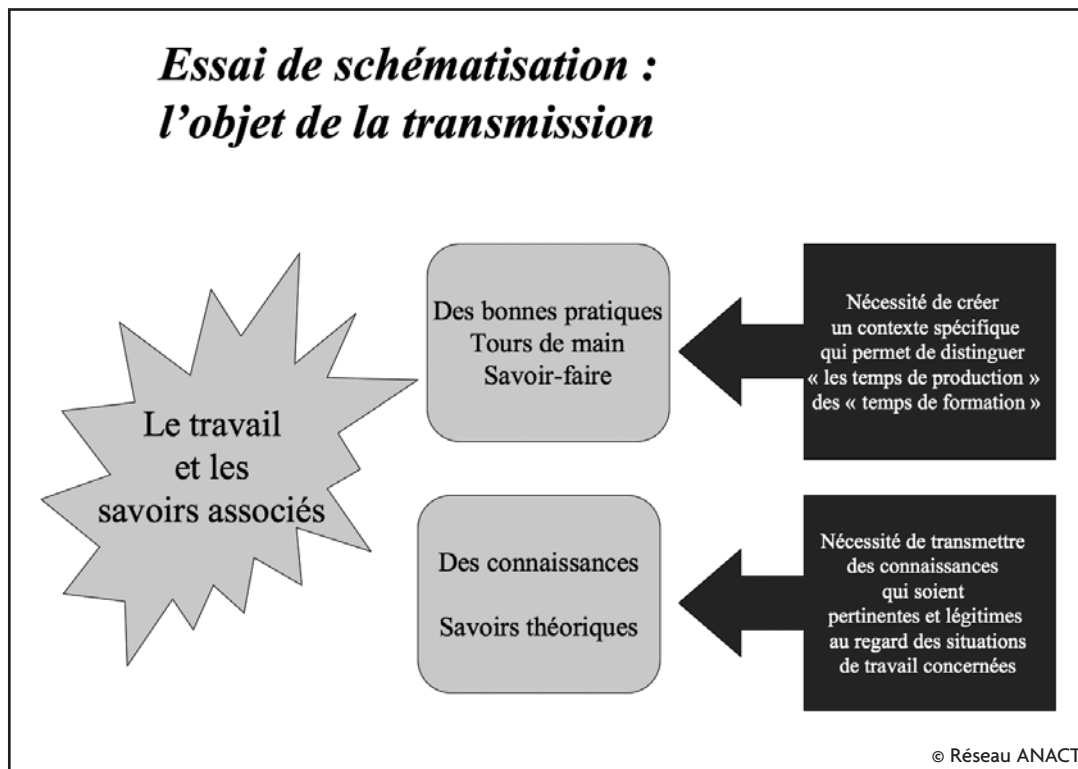 Essai de schématisation :
l’objet de la transmission
Le travail
et les
savoirs associés
Des bonnes pratiques
Tours de main
Savoir-faire
Nécessité de créer
un contexte spécifique
qui permet de distinguer
« les temps de production »
des « temps de formation »
Des connaissances
Savoirs théoriques
Nécessité de transmettre
des connaissances
qui soient
pertinentes et légitimes
au regard des situations
de travail concernées
© Réseau ANACT